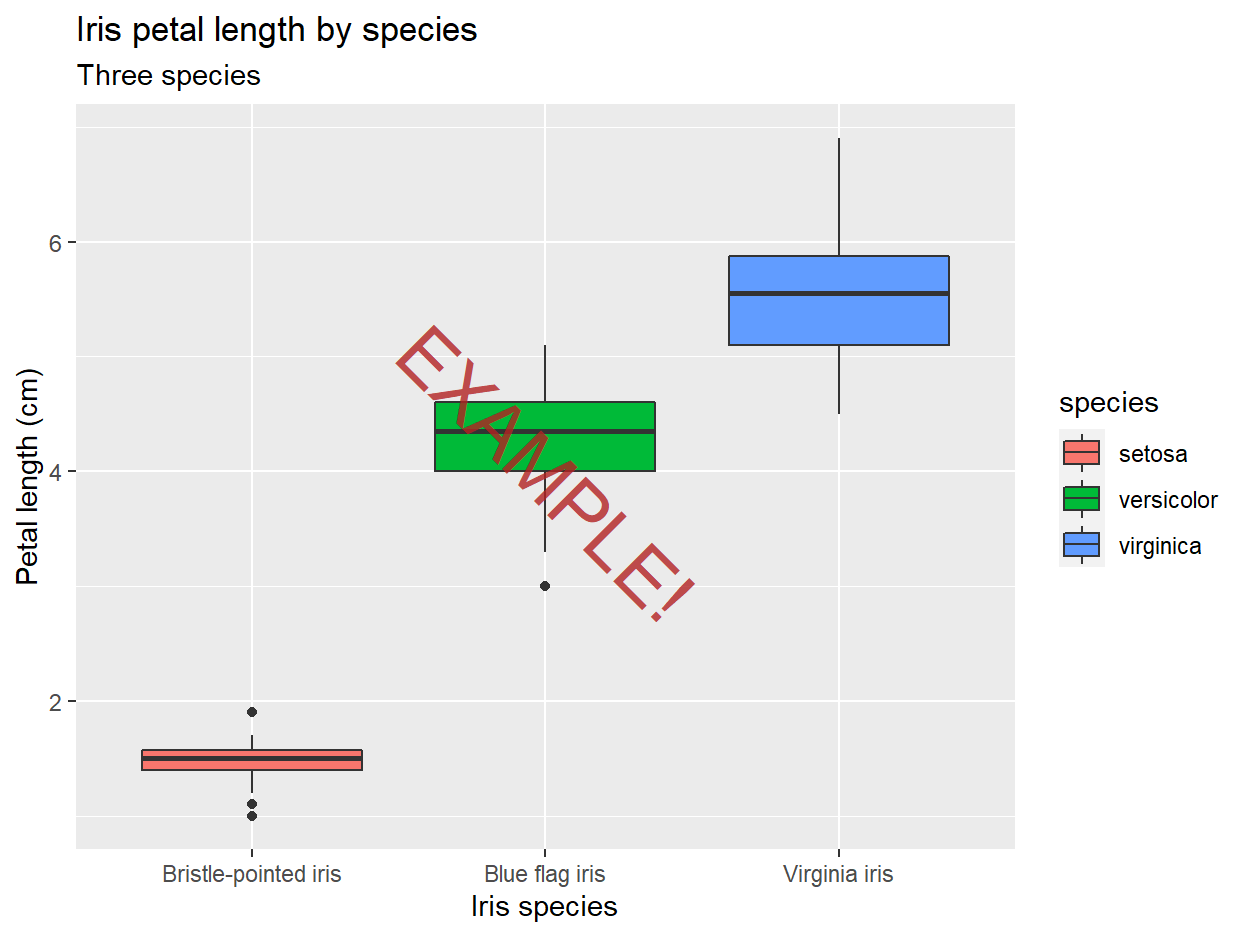 Iris petal length by species
Three species
Petal length (cm)
6
4
2
EXAMPLE!
Bristle-pointed iris
Blue flag iris
Virginia iris
Iris species
species
setosa
versicolor
virginica